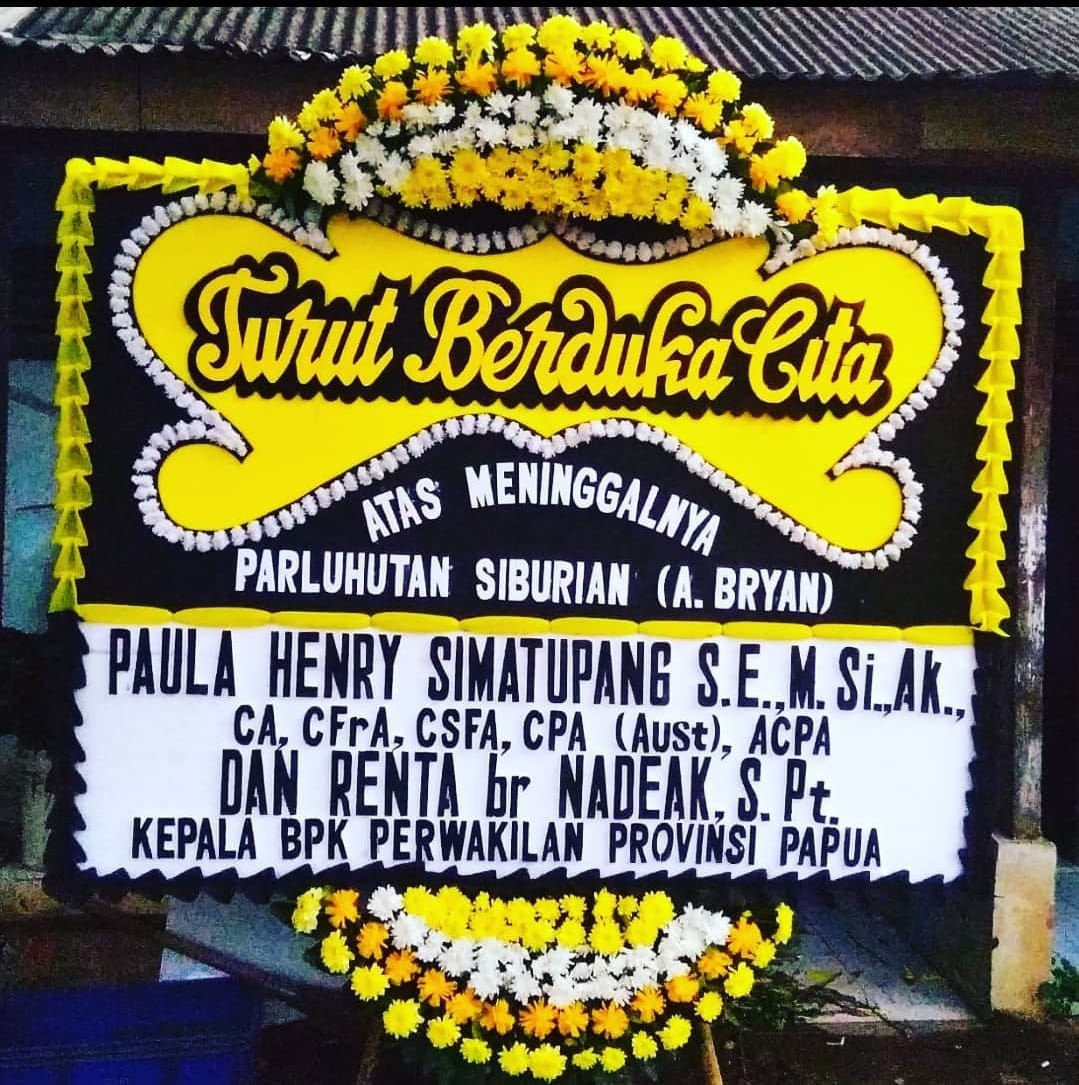 Turut Berduka Cita
ATAS MENINGGALNYA
PARLUHUTAN SIBURIAN (A. BRYAN)
PAULA HENRY SIMATUPANG S.E.,M.Si.,AK.,
CA, CFrA, CSFA, CPA (Aust), ACPA
DAN RENTA br NADEAK, S. Pt.
KEPALA BPK PERWAKILAN PROVINSI PAPUA